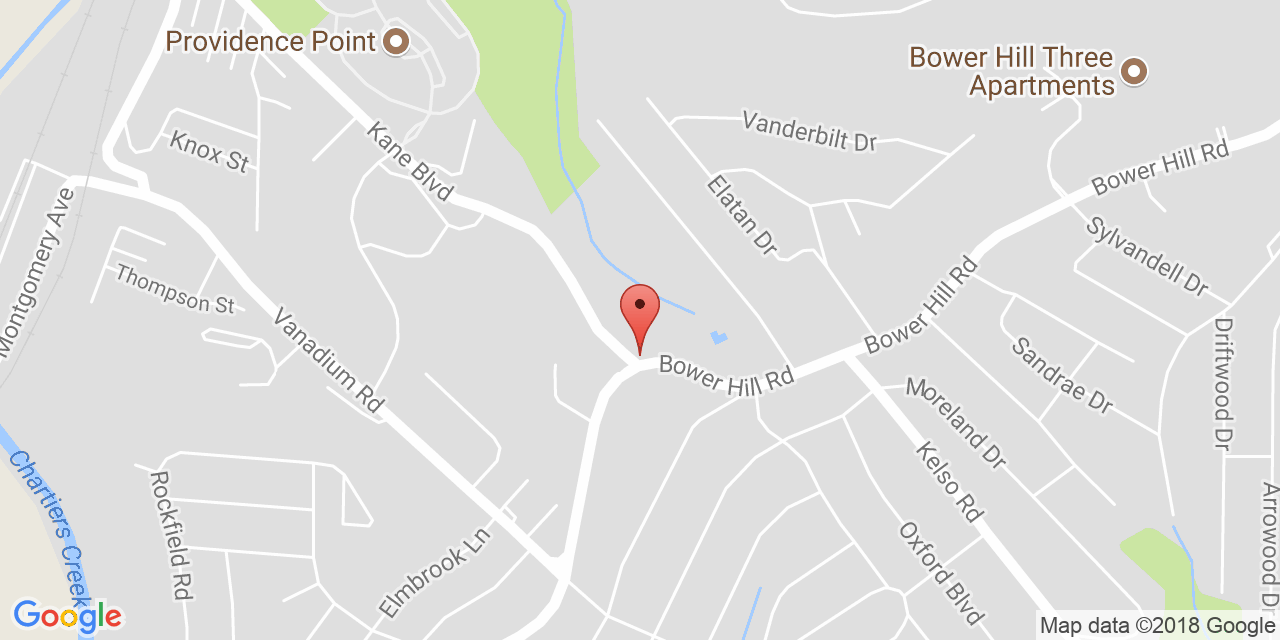 Providence Point
Bower Hill Three
Apartments
Vanderbilt Dr
Knox St
Kane Blvd
Bower Hill Rd
Elatan Dr
Montgomery Ave
Sylvandell Dr
Thompson St
Bower Hill Rd
Vanadium Rd
Driftwood Dr
Sandrae Dr
Bower Hill Rd
Moreland Dr
Kelso Rd
Chartiers Creek
Rockfield Rd
Arrowood Dr
Elmbrook Ln
Oxford Blvd
Google
Map data ©2018 Google